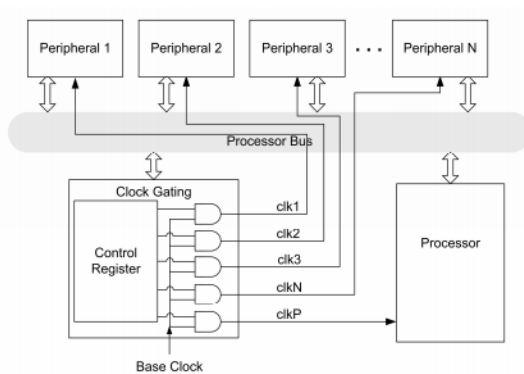 Peripheral 1
Peripheral 2
Peripheral 3
. . .
Peripheral N
Processor Bus
Clock Gating
Control
Register
clk1
clk2
clk3
clkN
clkP
Processor
Base Clock